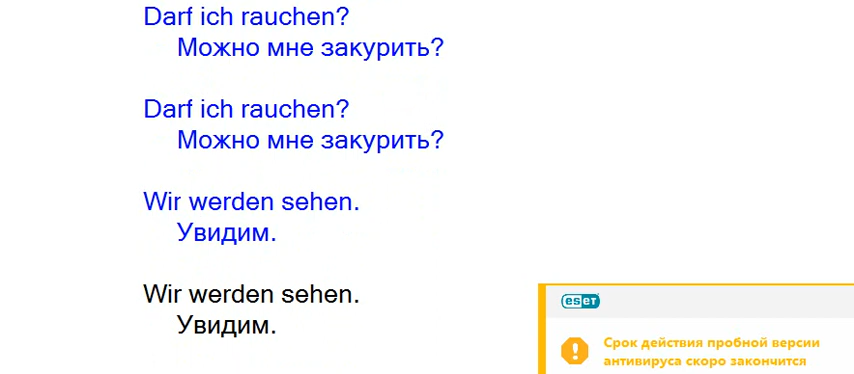 Darf ich rauchen?
Можно мне закурить?
Darf ich rauchen?
Можно мне закурить?
Wir werden sehen.
Увидим.
Wir werden sehen.
Увидим.
eset
Срок действия пробной версии
антивируса скоро закончится